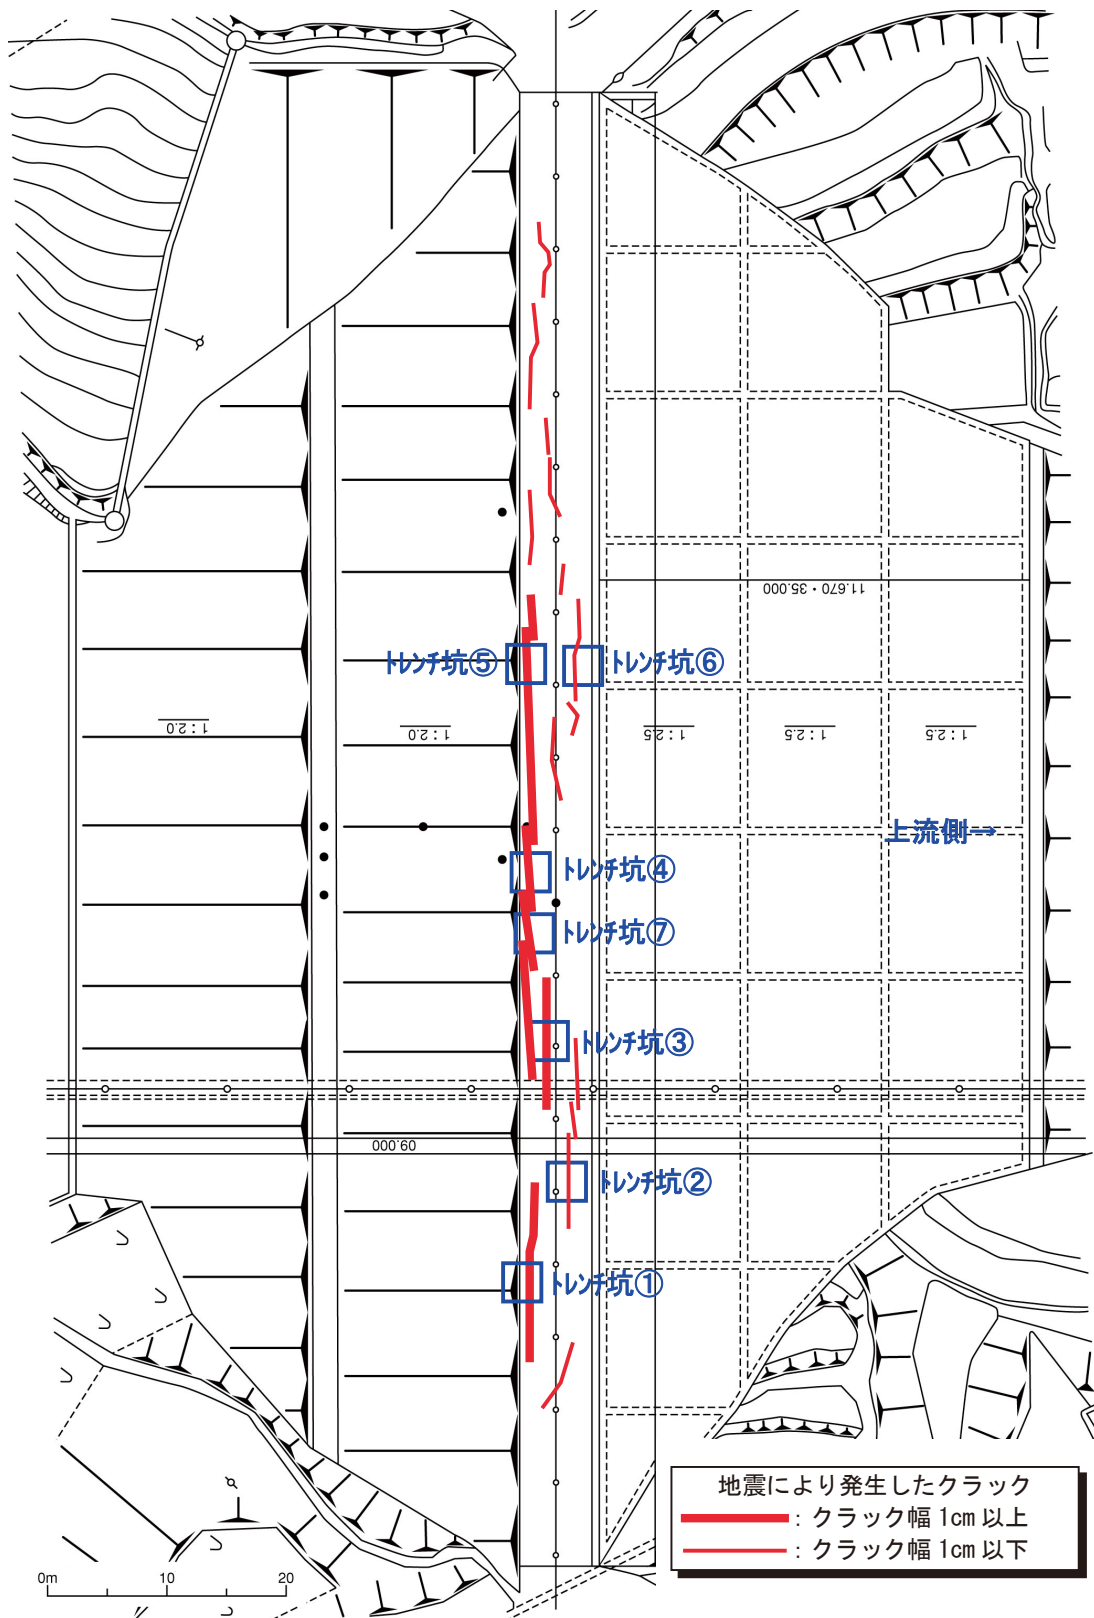 11.670・35.000
トレンチ坑⑤
トレンチ坑⑥
1：2.0
1：2.0
1：2.5
1：2.5
1：2.5
上流側→
トレンチ坑④
トレンチ坑⑦
トレンチ坑③
09.000
トレンチ坑②
トレンチ坑①
地震により発生したクラック
：クラック幅 1cm 以上
：クラック幅 1cm 以下
0m 10 20